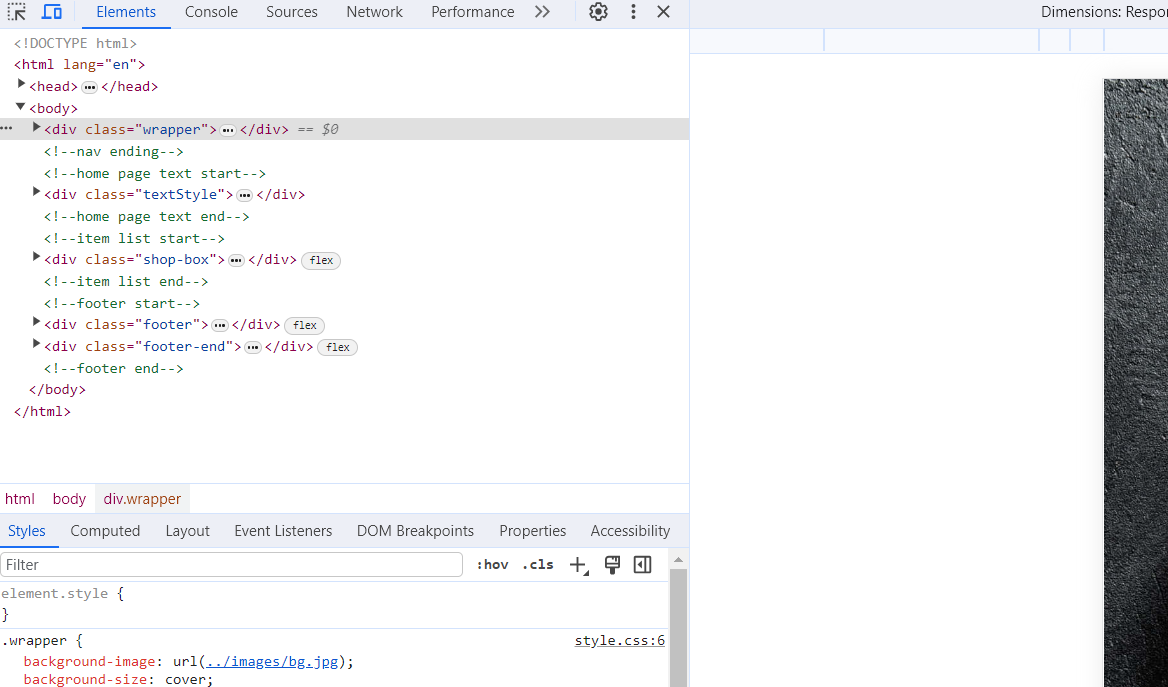 Elements Console Sources Network Performance
Dimensions: Respor
<!DOCTYPE html>
<html lang="en">
<head> ••• </head>
<body>
••• <div class="wrapper"> ••• </div> == $0
<!--nav ending-->
<!--home page text start-->
<div class="textStyle"> ••• </div>
<!--home page text end-->
<!--item list start-->
<div class="shop-box"> ••• </div> flex
<!--item list end-->
<!--footer start-->
<div class="footer"> ••• </div> flex
<div class="footer-end"> ••• </div> flex
<!--footer end-->
</body>
</html>
html body div.wrapper
Styles Computed Layout Event Listeners DOM Breakpoints Properties Accessibility
Filter :hov .cls
element.style {
}
.wrapper { style.css:6
background-image: url(../images/bg.jpg);
background-size: cover;